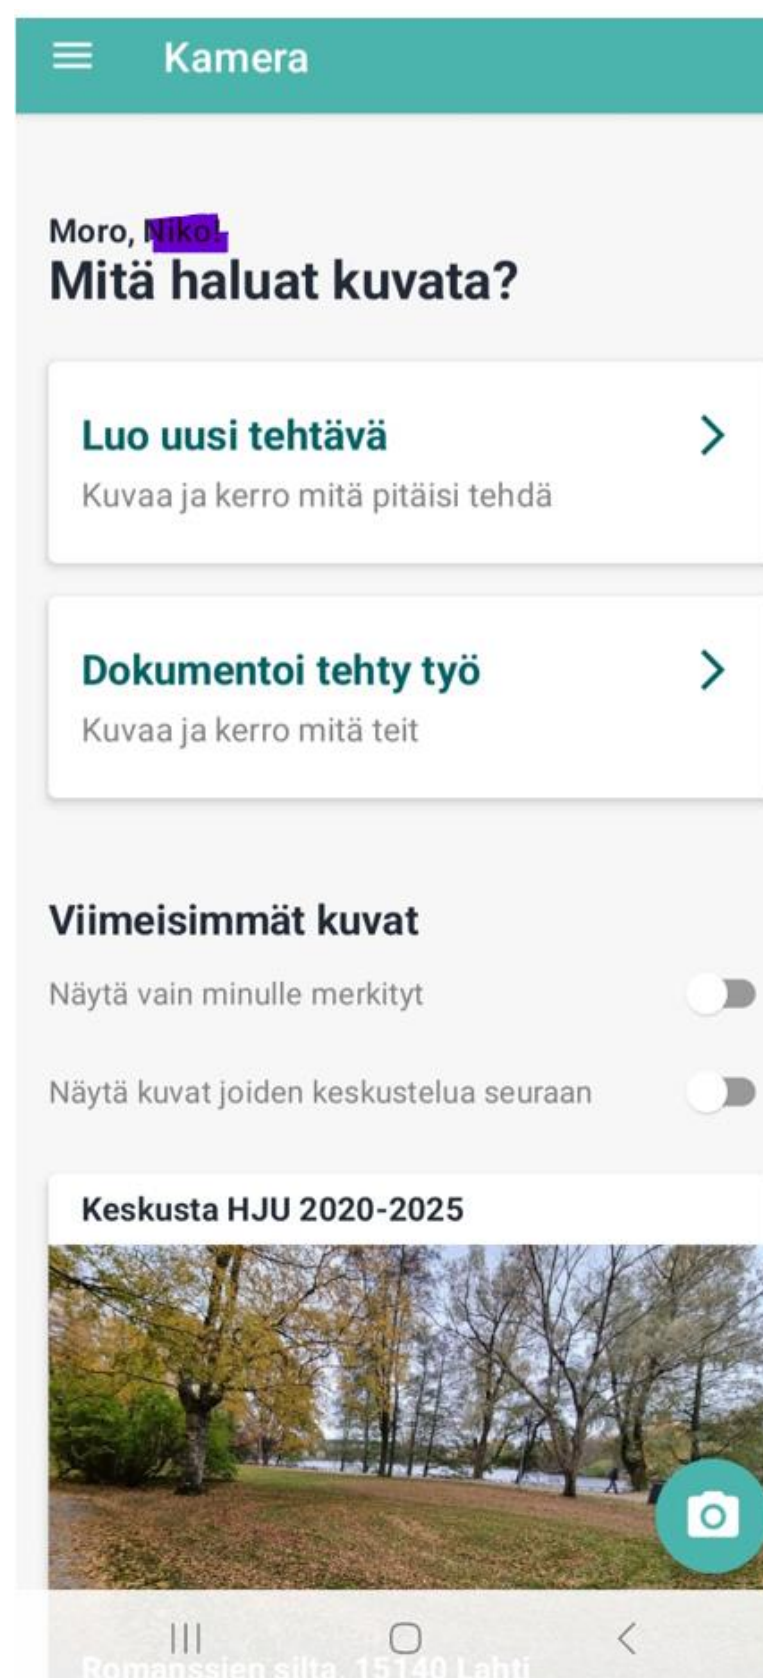 Kamera
Moro, Niko!
Mitä haluat kuvata?
Luo uusi tehtävä
Kuvaa ja kerro mitä pitäisi tehdä
Dokumentoi tehty työ
Kuvaa ja kerro mitä teit
Viimeisimmät kuvat
Näytä vain minulle merkityt
Näytä kuvat joiden keskustelua seuraan
Keskusta HJU 2020-2025
Romanssien silta, 15140 Lahti